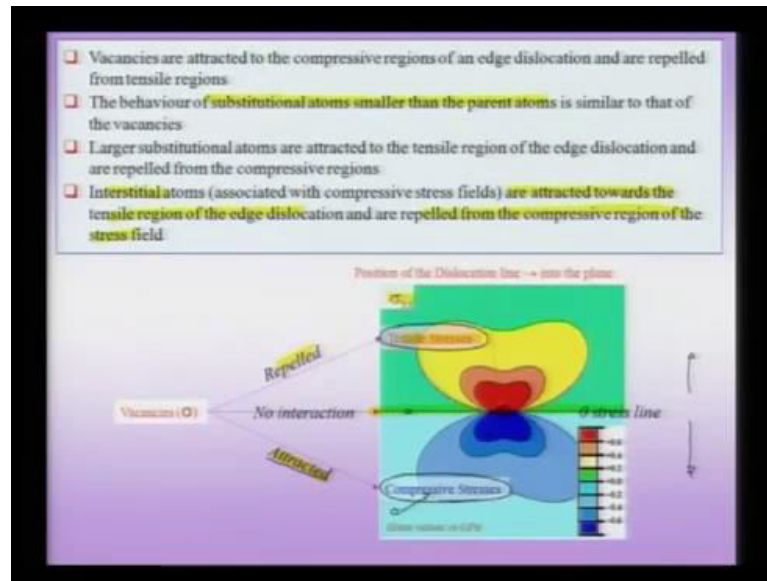 Vacancies are attracted to the compressive regions of an edge dislocation and are repelled
from tensile regions
The behaviour of substitutional atoms smaller than the parent atoms is similar to that of
the vacancies
Larger substitutional atoms are attracted to the tensile region of the edge dislocation and
are repelled from the compressive regions
Interstitial atoms (associated with compressive stress fields) are attracted towards the
tensile region of the edge dislocation and are repelled from the compressive region of the
stress field
Position of the Dislocation line → into the plane
Tensile Stresses
Repelled
Vacancies
No interaction
0 stress line
Attracted
Compressive Stresses